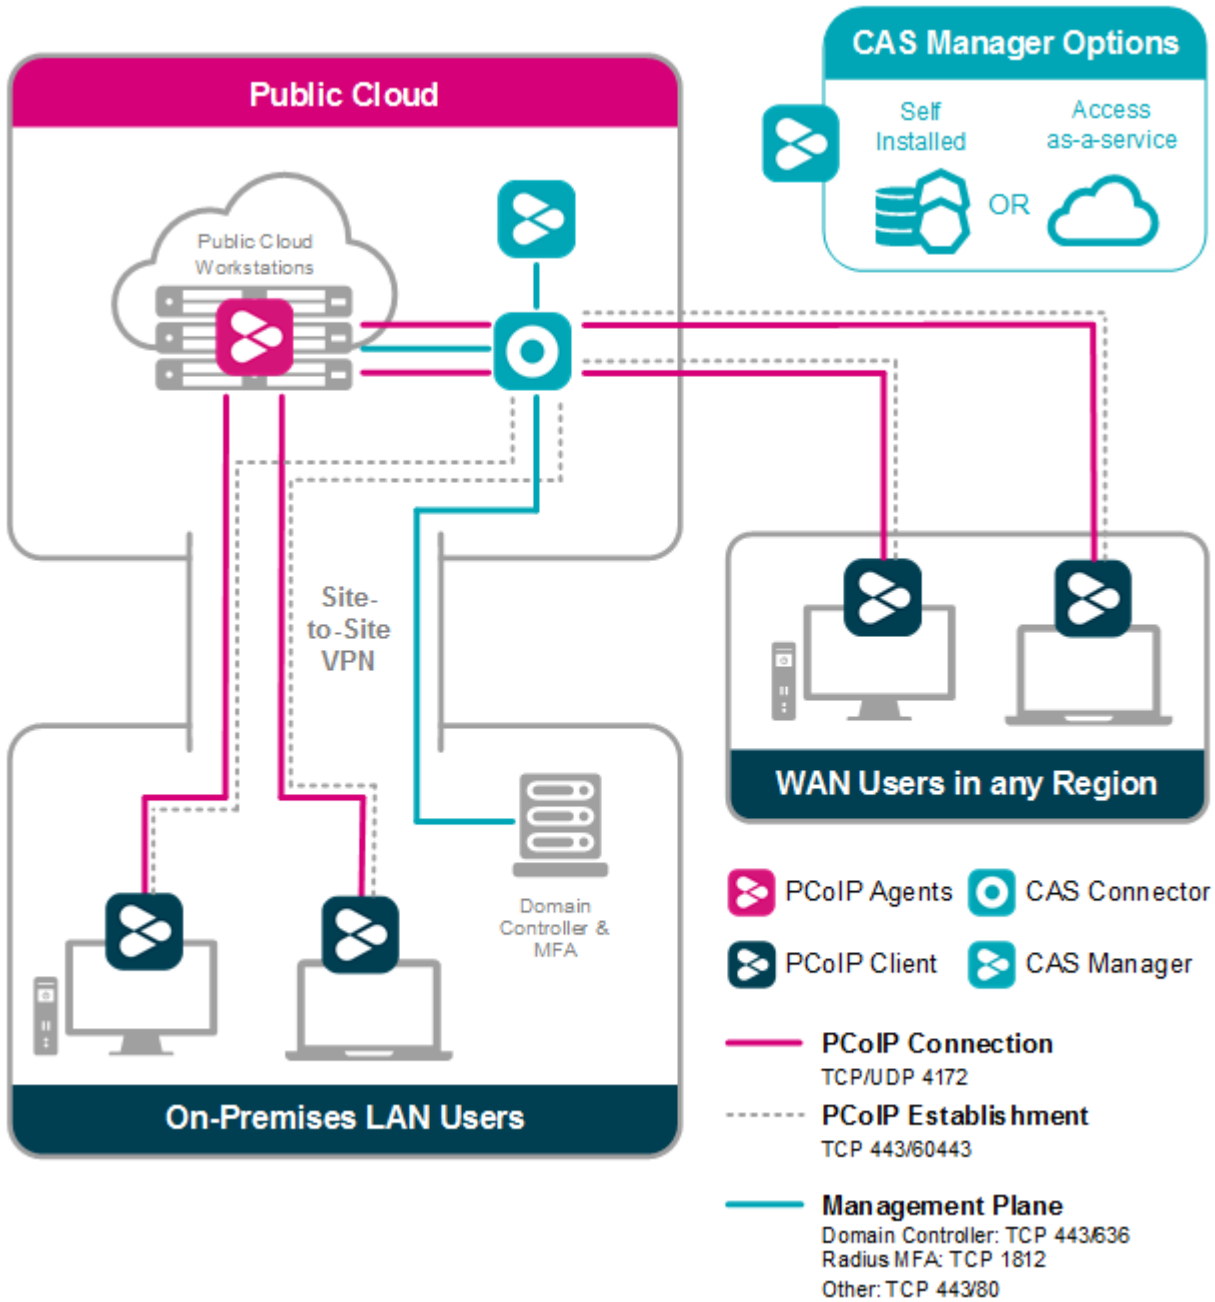 CAS Manager Options
Self
Installed
OR
Access
as-a-service
Public Cloud
Public Cloud
Workstations
Site-
to-Site
VPN
WAN Users in any Region
Domain
Controller &
MFA
On-Premises LAN Users
PCoIP Agents
CAS Connector
PCoIP Client
CAS Manager
PCoIP Connection
TCP/UDP 4172
PCoIP Establishment
TCP 443/60443
Management Plane
Domain Controller: TCP 443/636
Radius MFA: TCP 1812
Other: TCP 443/80